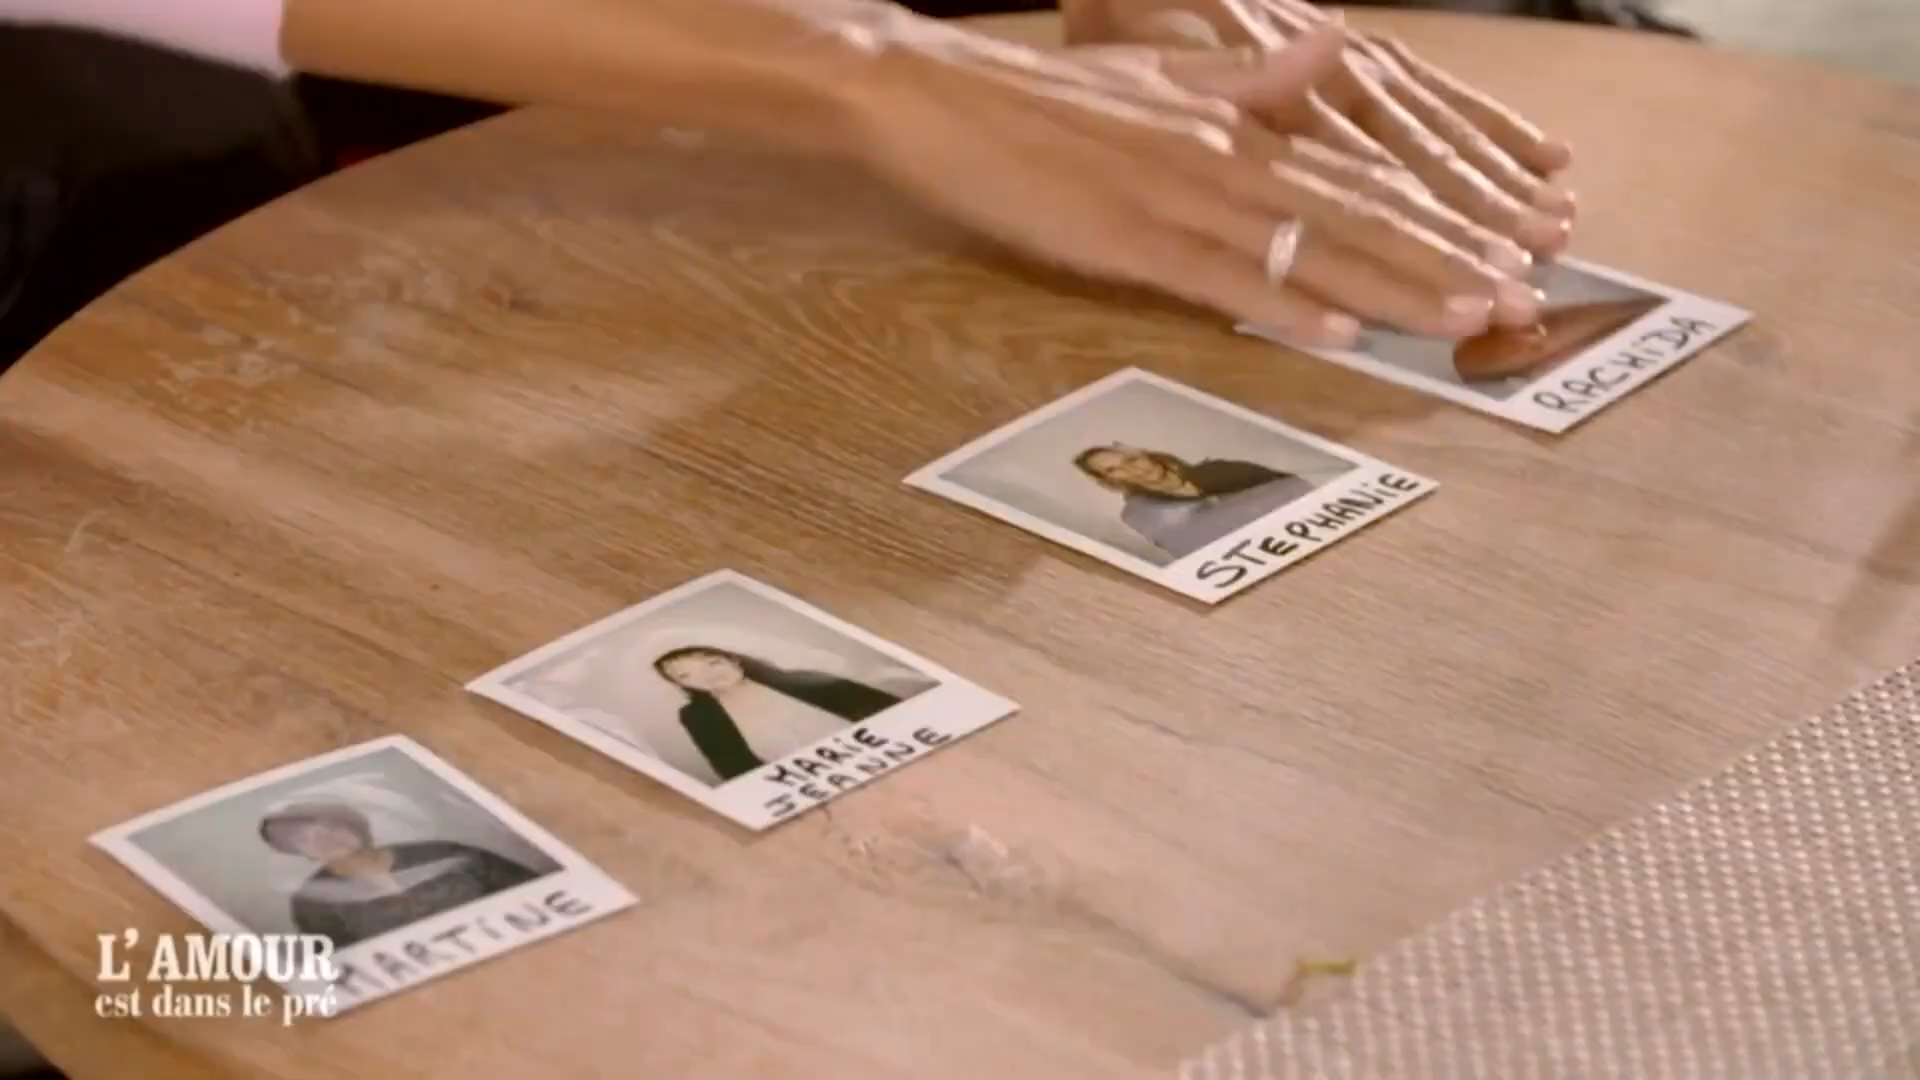 RACHIDA
STEPHANIE
MARIE
JEANNE
MARTINE
L'AMOUR
est dans le pré